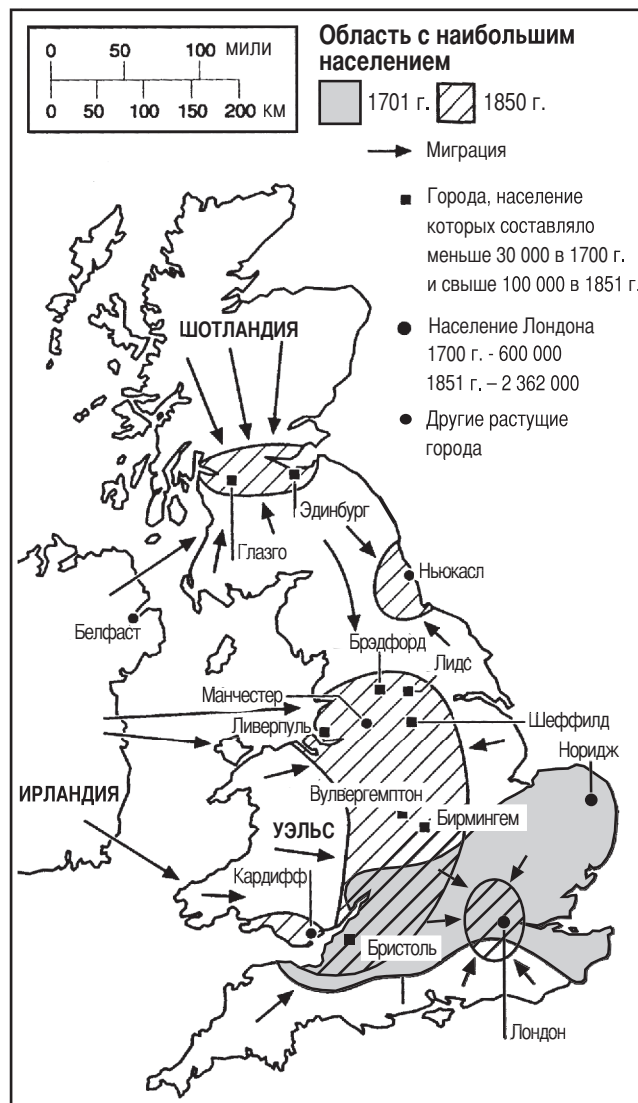 0 50 100 МИЛИ
0 50 100 150 200 КМ
Область с наибольшим
населением
1701 г. 1850 г.
Миграция
Города, население
которых составляло
меньше 30 000 в 1700 г.
и свыше 100 000 в 1851 г.
Население Лондона
1700 г. - 600 000
1851 г. – 2 362 000
Другие растущие
города
ШОТЛАНДИЯ
Эдинбург
Глазго
Ньюкасл
Белфаст
Брэдфорд
Лидс
Манчестер
Ливерпуль
Шеффилд
Норидж
ИРЛАНДИЯ
Вулвергемптон
Бирмингем
УЭЛЬС
Кардифф
Бристоль
Лондон